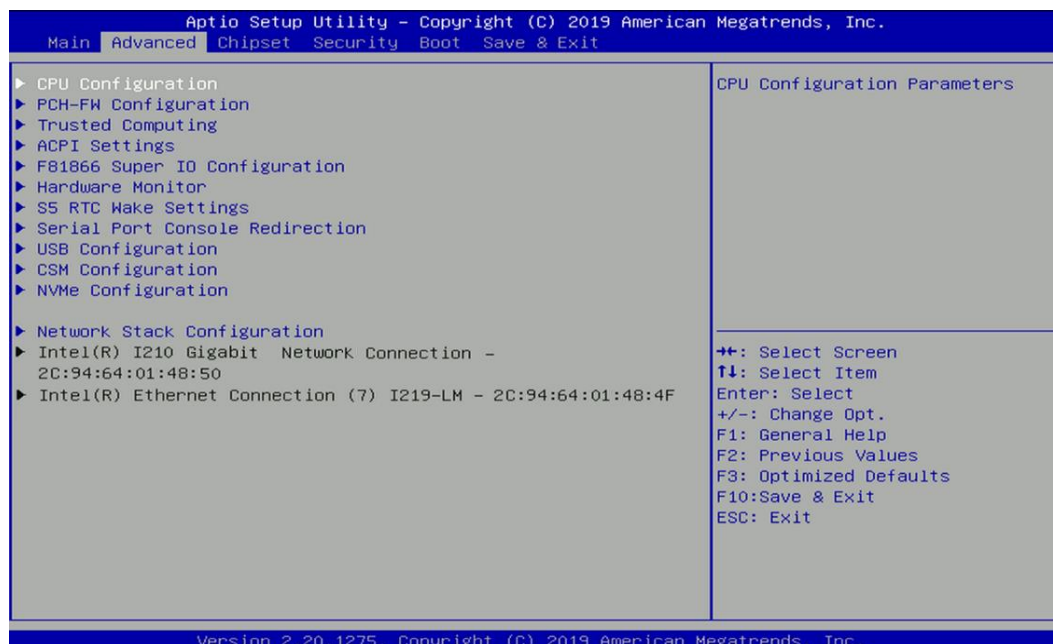 Aptio Setup Utility – Copyright (C) 2019 American Megatrends, Inc.
Main Advanced Chipset Security Boot Save & Exit
▶ CPU Configuration
▶ PCH-FW Configuration
▶ Trusted Computing
▶ ACPI Settings
▶ F81866 Super IO Configuration
▶ Hardware Monitor
▶ S5 RTC Wake Settings
▶ Serial Port Console Redirection
▶ USB Configuration
▶ CSM Configuration
▶ NVMe Configuration
▶ Network Stack Configuration
▶ Intel(R) I210 Gigabit  Network Connection –
2C:94:64:01:48:50
▶ Intel(R) Ethernet Connection (7) I219-LM – 2C:94:64:01:48:4F
CPU Configuration Parameters
→←: Select Screen
↑↓: Select Item
Enter: Select
+/-: Change Opt.
F1: General Help
F2: Previous Values
F3: Optimized Defaults
F10:Save & Exit
ESC: Exit
Version 2.20.1275. Copyright (C) 2019 American Megatrends, Inc.